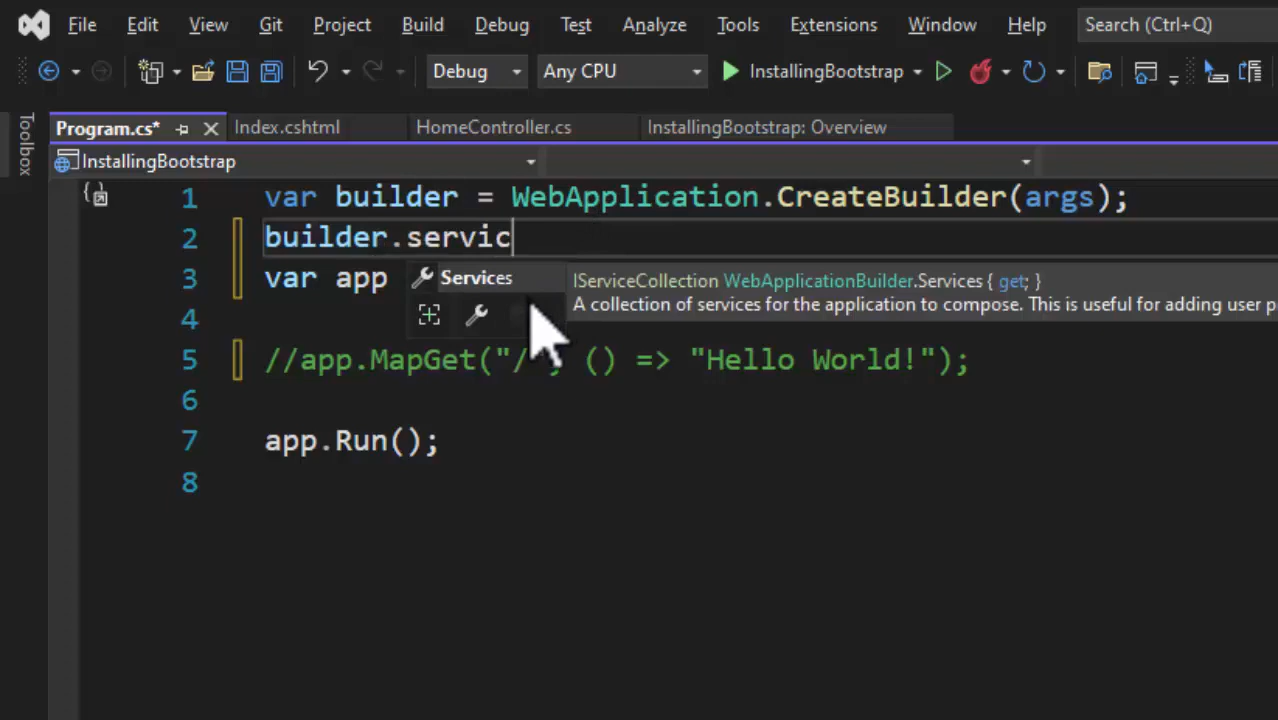 File Edit View Git Project Build Debug Test Analyze Tools Extensions Window Help Search (Ctrl+Q)
Debug Any CPU InstallingBootstrap
Toolbox
Program.cs* Index.cshtml HomeController.cs InstallingBootstrap: Overview
InstallingBootstrap
1 var builder = WebApplication.CreateBuilder(args);
2 builder.servic
3 var app
Services
IServiceCollection WebApplicationBuilder.Services { get; }
A collection of services for the application to compose. This is useful for adding user p
4
5 //app.MapGet("/ () => "Hello World!");
6
7 app.Run();
8